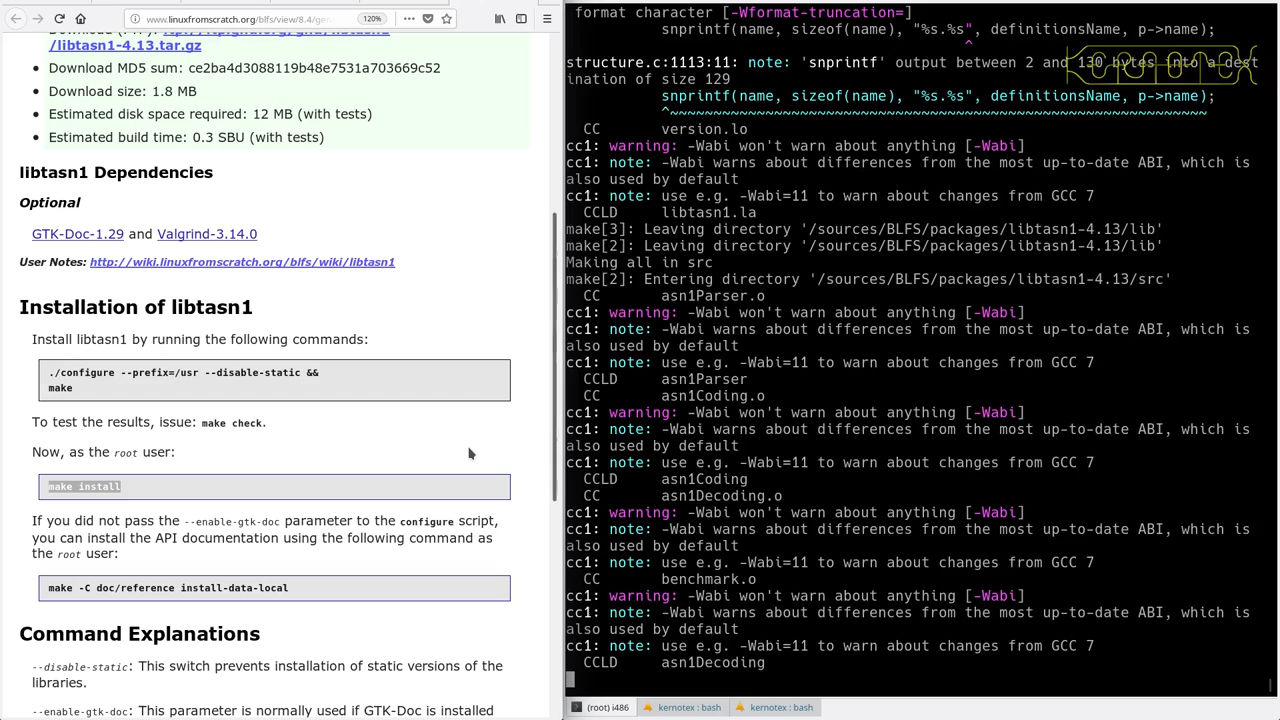 www.linuxfromscratch.org/blfs/view/8.4/gene
120%
/libtasn1-4.13.tar.gz
Download MD5 sum: ce2ba4d3088119b48e7531a703669c52
Download size: 1.8 MB
Estimated disk space required: 12 MB (with tests)
Estimated build time: 0.3 SBU (with tests)
libtasn1 Dependencies
Optional
GTK-Doc-1.29 and Valgrind-3.14.0
User Notes: http://wiki.linuxfromscratch.org/blfs/wiki/libtasn1
Installation of libtasn1
Install libtasn1 by running the following commands:
./configure --prefix=/usr --disable-static &&
make
To test the results, issue: make check.
Now, as the root user:
make install
If you did not pass the --enable-gtk-doc parameter to the configure script,
you can install the API documentation using the following command as
the root user:
make -C doc/reference install-data-local
Command Explanations
--disable-static: This switch prevents installation of static versions of the
libraries.
--enable-gtk-doc: This parameter is normally used if GTK-Doc is installed
format character [-Wformat-truncation=]
snprintf(name, sizeof(name), "%s.%s", definitionsName, p->name);
^
structure.c:1113:11: note: 'snprintf' output between 2 and 130 bytes into a dest
ination of size 129
snprintf(name, sizeof(name), "%s.%s", definitionsName, p->name);
^~~~~~~~~~~~~~~~~~~~~~~~~~~~~~~~~~~~~~~~~~~~~~~~~~~~~~~~~~~~~~~~
CC version.lo
cc1: warning: -Wabi won't warn about anything [-Wabi]
cc1: note: -Wabi warns about differences from the most up-to-date ABI, which is
also used by default
cc1: note: use e.g. -Wabi=11 to warn about changes from GCC 7
CCLD libtasn1.la
make[3]: Leaving directory '/sources/BLFS/packages/libtasn1-4.13/lib'
make[2]: Leaving directory '/sources/BLFS/packages/libtasn1-4.13/lib'
Making all in src
make[2]: Entering directory '/sources/BLFS/packages/libtasn1-4.13/src'
CC asn1Parser.o
cc1: warning: -Wabi won't warn about anything [-Wabi]
cc1: note: -Wabi warns about differences from the most up-to-date ABI, which is
also used by default
cc1: note: use e.g. -Wabi=11 to warn about changes from GCC 7
CCLD asn1Parser
CC asn1Coding.o
cc1: warning: -Wabi won't warn about anything [-Wabi]
cc1: note: -Wabi warns about differences from the most up-to-date ABI, which is
also used by default
cc1: note: use e.g. -Wabi=11 to warn about changes from GCC 7
CCLD asn1Coding
CC asn1Decoding.o
cc1: warning: -Wabi won't warn about anything [-Wabi]
cc1: note: -Wabi warns about differences from the most up-to-date ABI, which is
also used by default
cc1: note: use e.g. -Wabi=11 to warn about changes from GCC 7
CC benchmark.o
cc1: warning: -Wabi won't warn about anything [-Wabi]
cc1: note: -Wabi warns about differences from the most up-to-date ABI, which is
also used by default
cc1: note: use e.g. -Wabi=11 to warn about changes from GCC 7
CCLD asn1Decoding
(root) i486
kernotex : bash
kernotex : bash